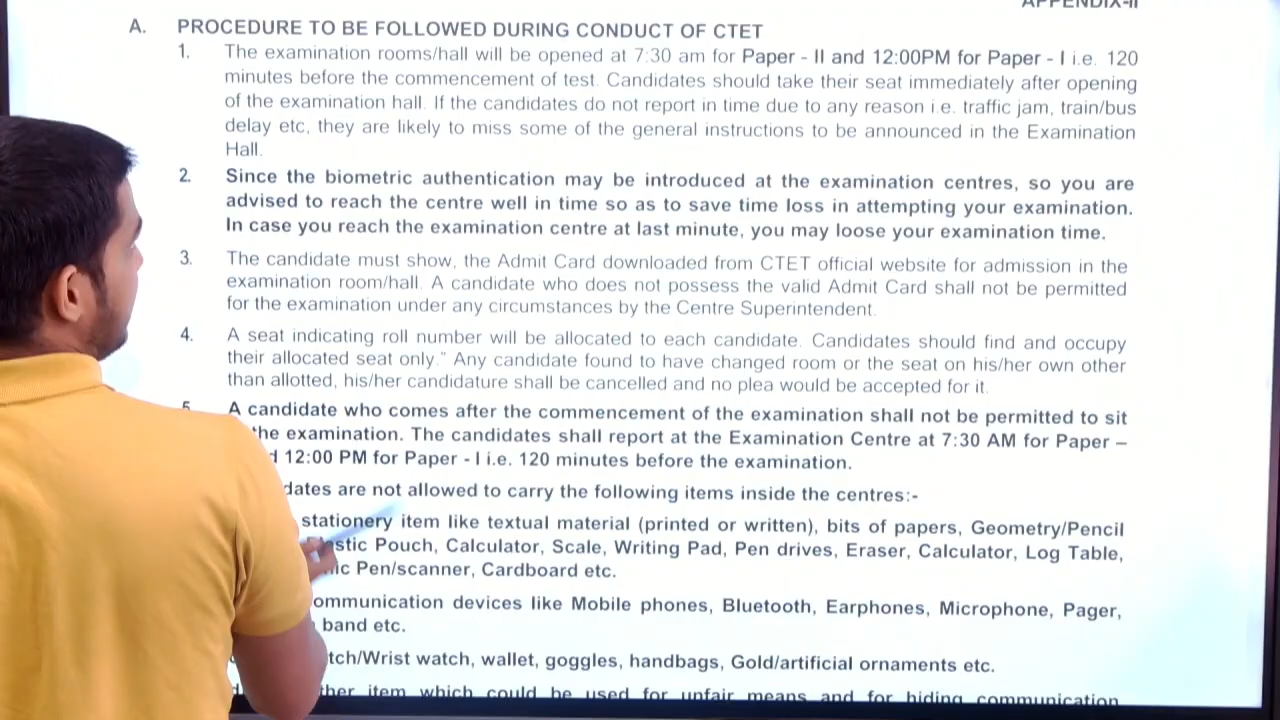 APPENDIX-II
A. PROCEDURE TO BE FOLLOWED DURING CONDUCT OF CTET
1. The examination rooms/hall will be opened at 7:30 am for Paper - II and 12:00PM for Paper - I i.e. 120
minutes before the commencement of test. Candidates should take their seat immediately after opening
of the examination hall. If the candidates do not report in time due to any reason i.e. traffic jam, train/bus
delay etc, they are likely to miss some of the general instructions to be announced in the Examination
Hall.
2. Since the biometric authentication may be introduced at the examination centres, so you are
advised to reach the centre well in time so as to save time loss in attempting your examination.
In case you reach the examination centre at last minute, you may loose your examination time.
3. The candidate must show, the Admit Card downloaded from CTET official website for admission in the
examination room/hall. A candidate who does not possess the valid Admit Card shall not be permitted
for the examination under any circumstances by the Centre Superintendent.
4. A seat indicating roll number will be allocated to each candidate. Candidates should find and occupy
their allocated seat only." Any candidate found to have changed room or the seat on his/her own other
than allotted, his/her candidature shall be cancelled and no plea would be accepted for it.
5. A candidate who comes after the commencement of the examination shall not be permitted to sit
the examination. The candidates shall report at the Examination Centre at 7:30 AM for Paper –
12:00 PM for Paper - I i.e. 120 minutes before the examination.
dates are not allowed to carry the following items inside the centres:-
stationery item like textual material (printed or written), bits of papers, Geometry/Pencil
stic Pouch, Calculator, Scale, Writing Pad, Pen drives, Eraser, Calculator, Log Table,
ic Pen/scanner, Cardboard etc.
ommunication devices like Mobile phones, Bluetooth, Earphones, Microphone, Pager,
band etc.
tch/Wrist watch, wallet, goggles, handbags, Gold/artificial ornaments etc.
ther item which could be used for unfair means and for hiding communication